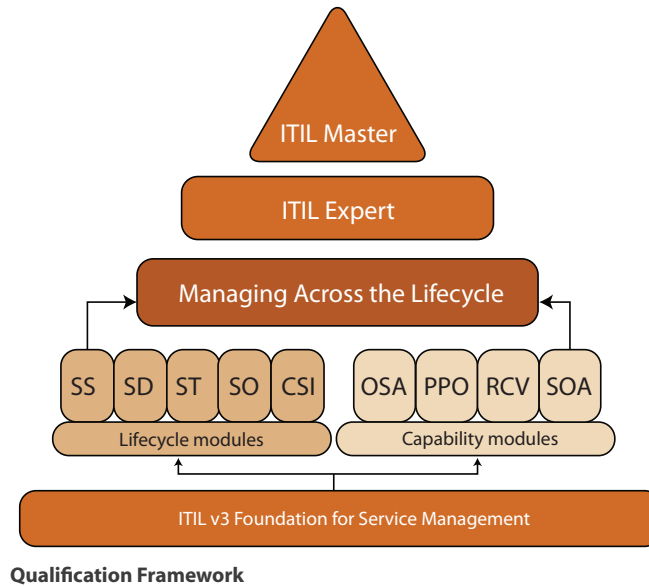 ITIL Master
ITIL Expert
Managing Across the Lifecycle
SS SD ST SO CSI OSA PPO RCV SOA
Lifecycle modules Capability modules
ITIL v3 Foundation for Service Management
Qualification Framework